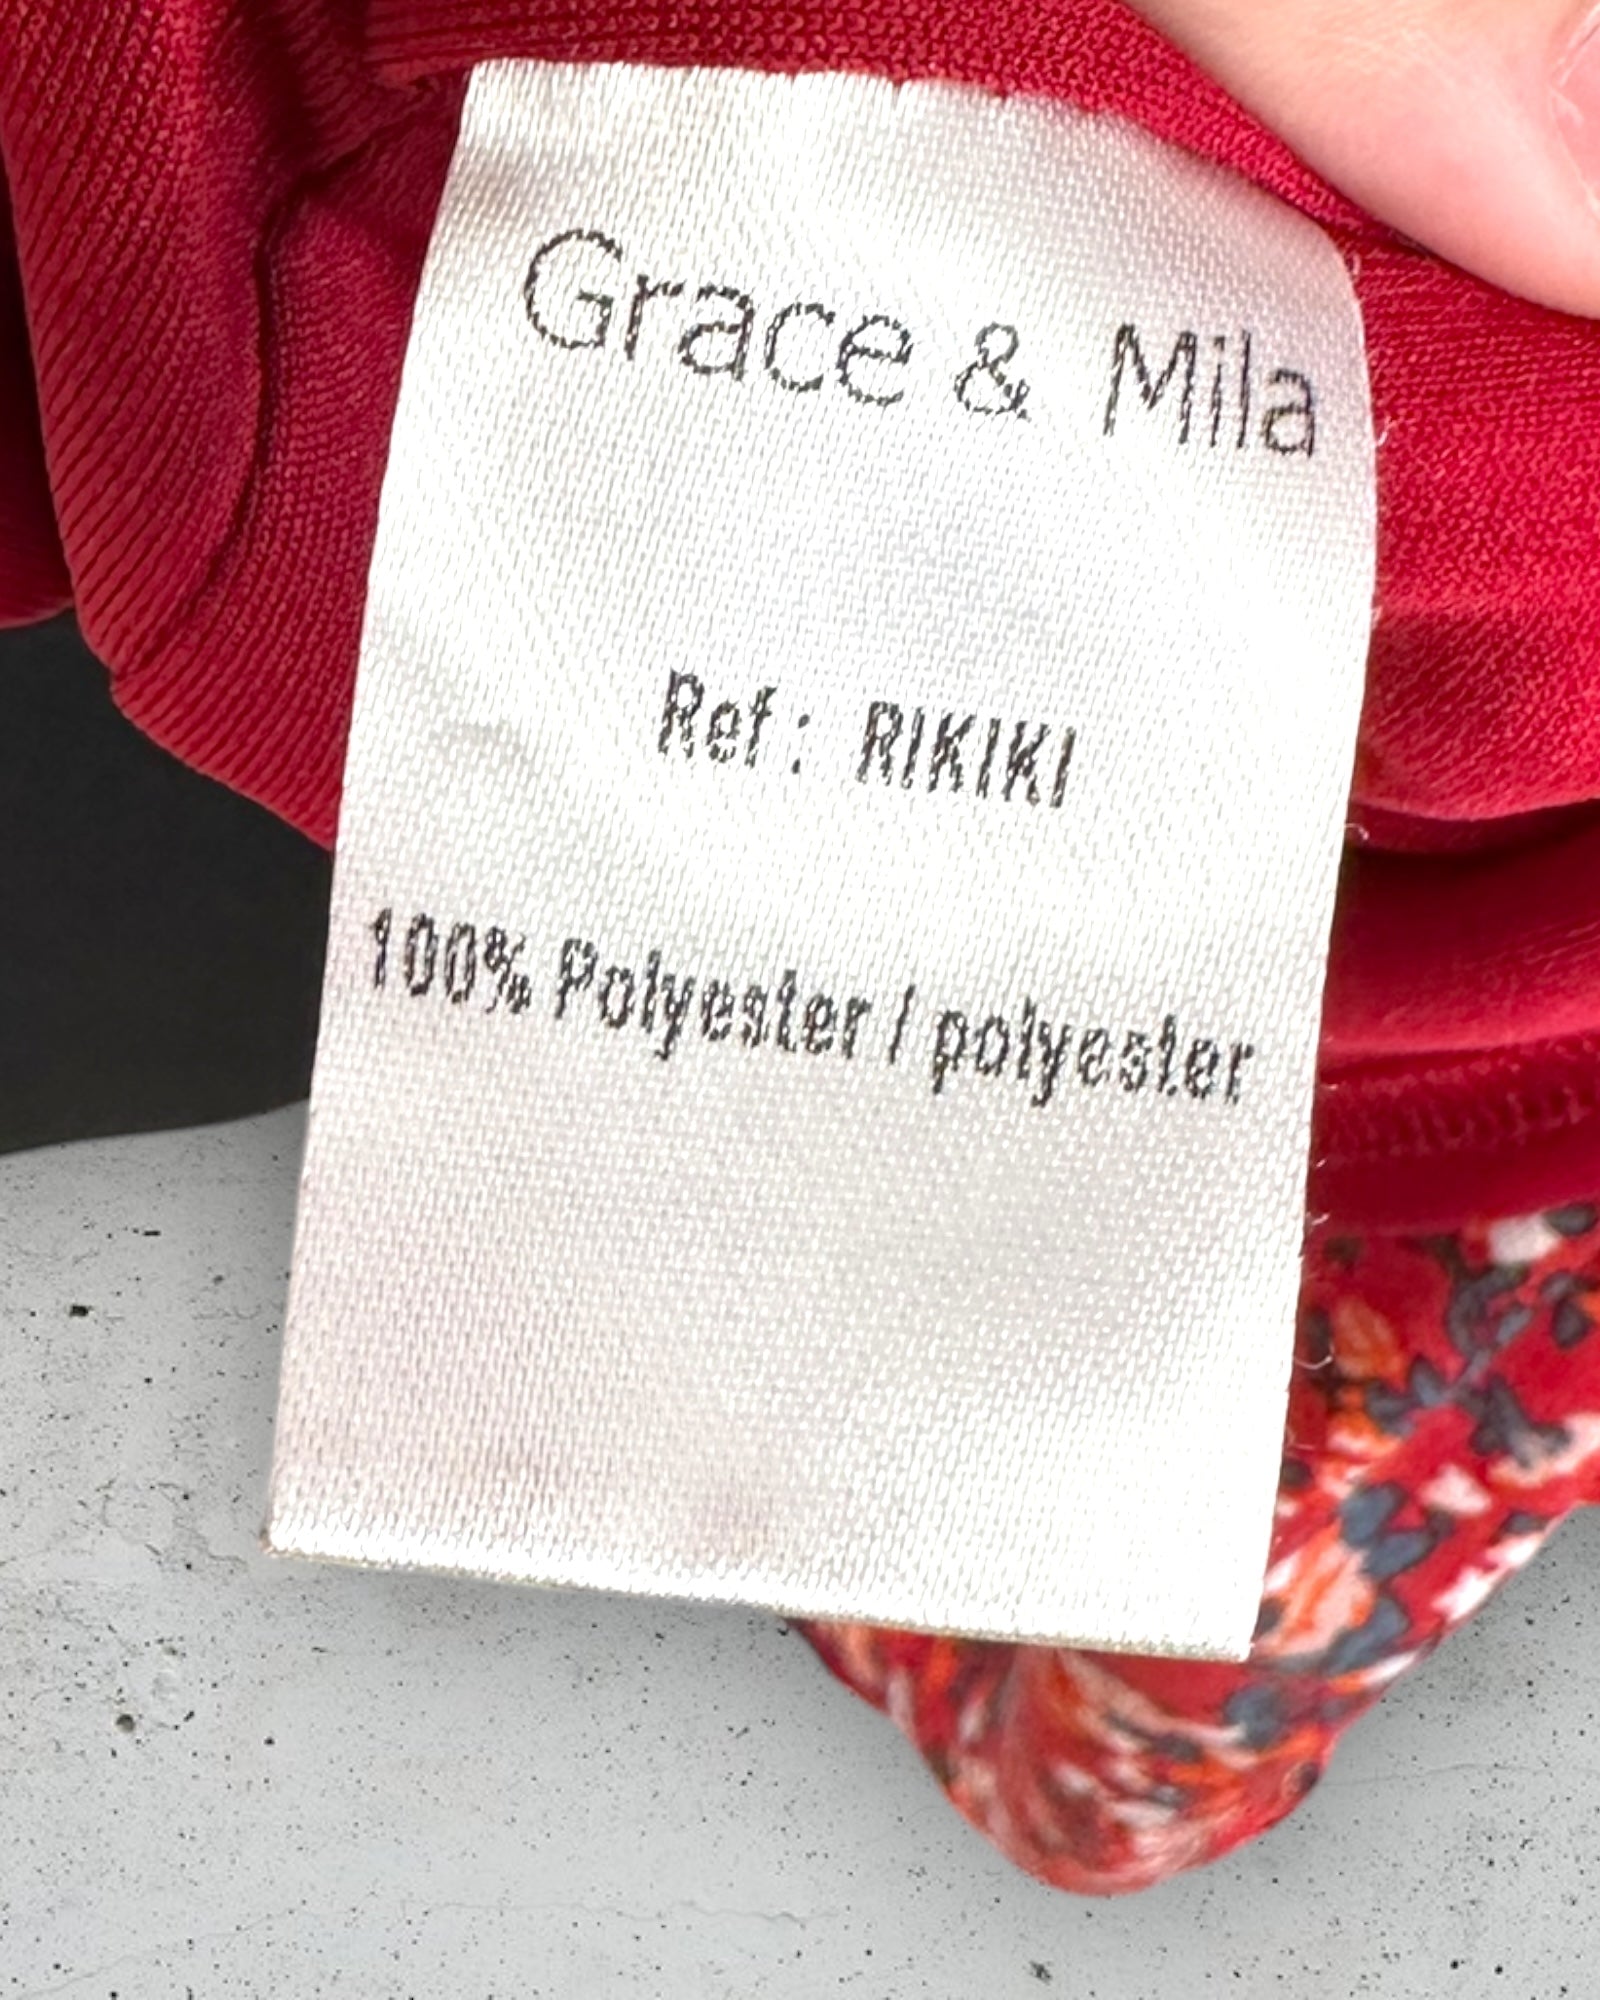 Grace & Mila
Ref : RIKIKI
100% Polyester / polyester